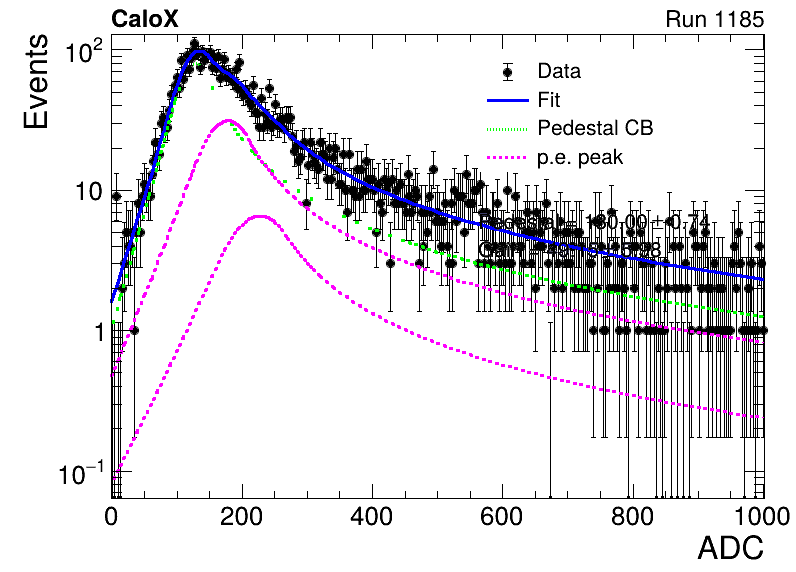 CaloX
Run 1185
Events
Data
Fit
Pedestal CB
p.e. peak
10²
10
1
10⁻¹
0
200
400
600
800
1000
ADC